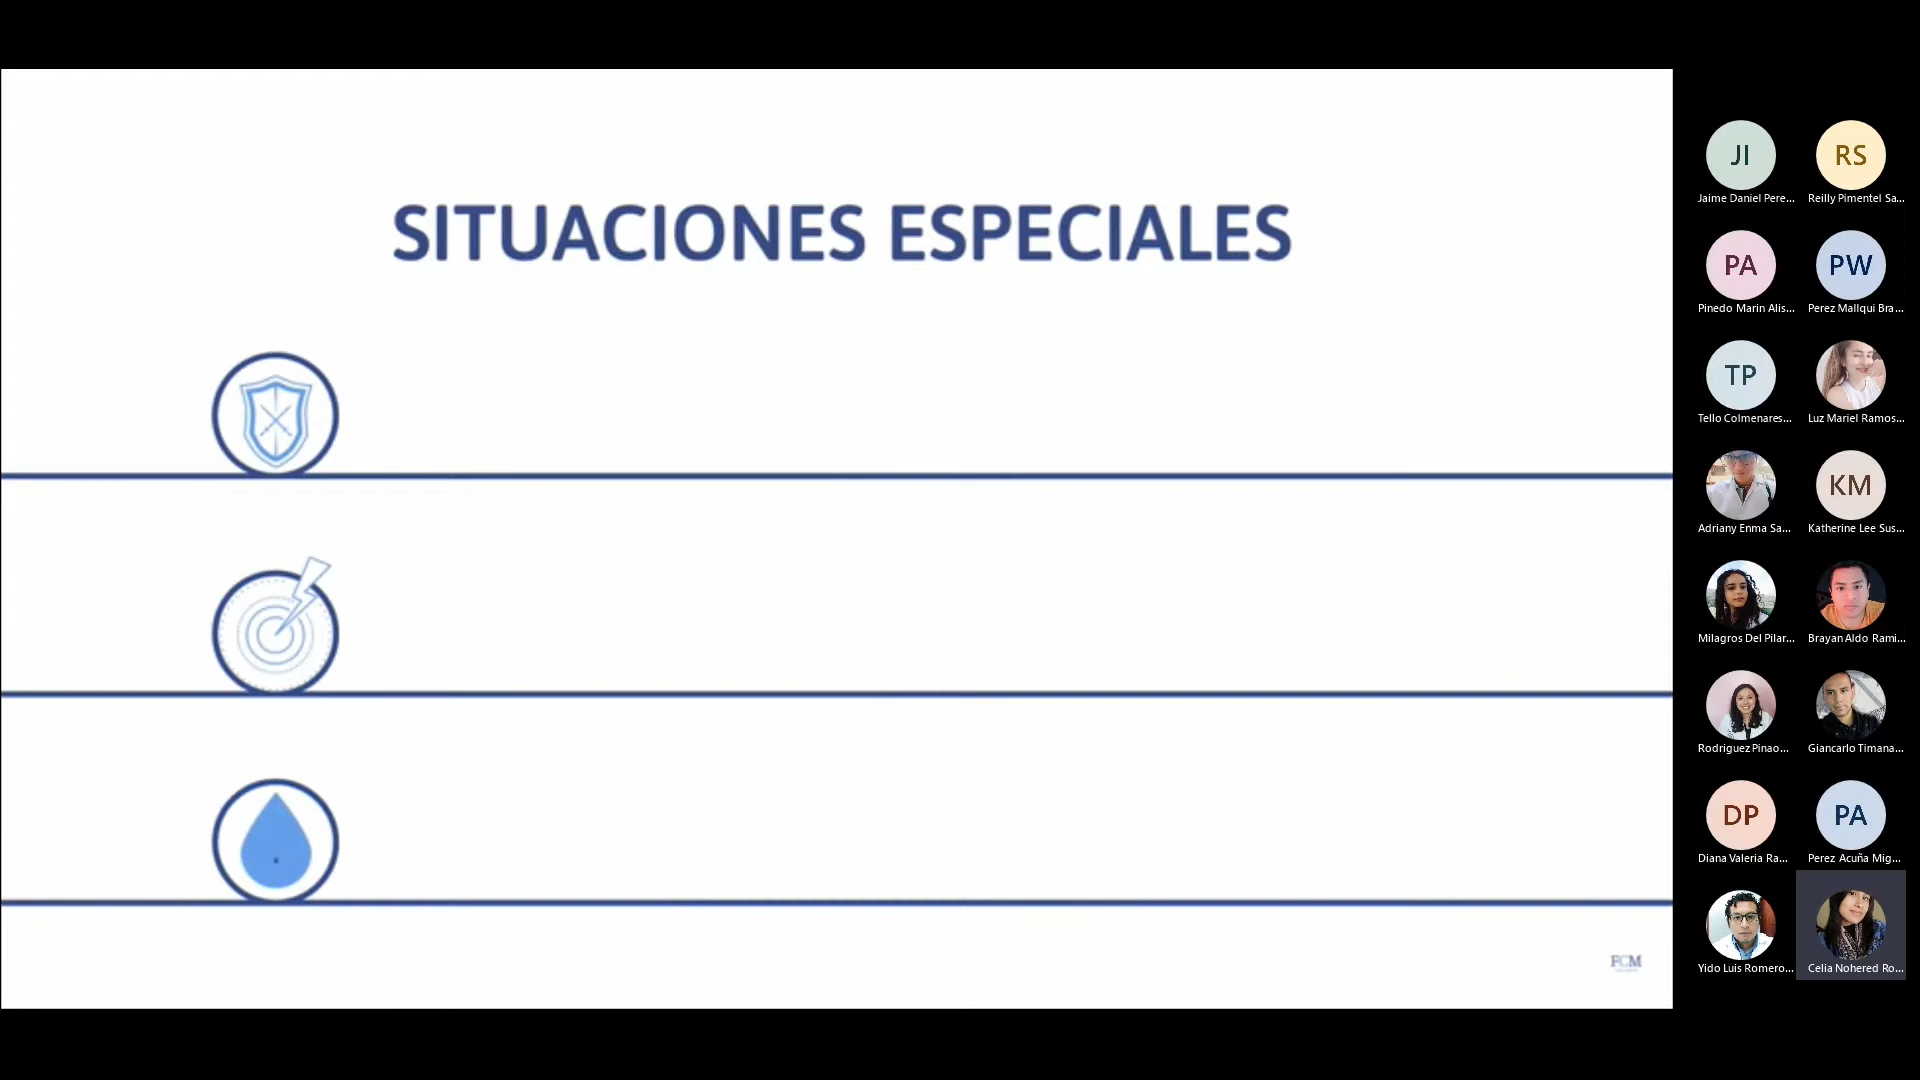 SITUACIONES ESPECIALES
FCM
JI
Jaime Daniel Pere...
RS
Reilly Pimentel Sa...
PA
Pinedo Marin Alis...
PW
Perez Mallqui Bra...
TP
Tello Colmenares...
Luz Mariel Ramos...
Adriany Enma Sa...
KM
Katherine Lee Sus...
Milagros Del Pilar...
Brayan Aldo Rami...
Rodriguez Pinao...
Giancarlo Timana...
DP
Diana Valeria Ra...
PA
Perez Acuña Mig...
Yido Luis Romero...
Celia Nohered Ro...